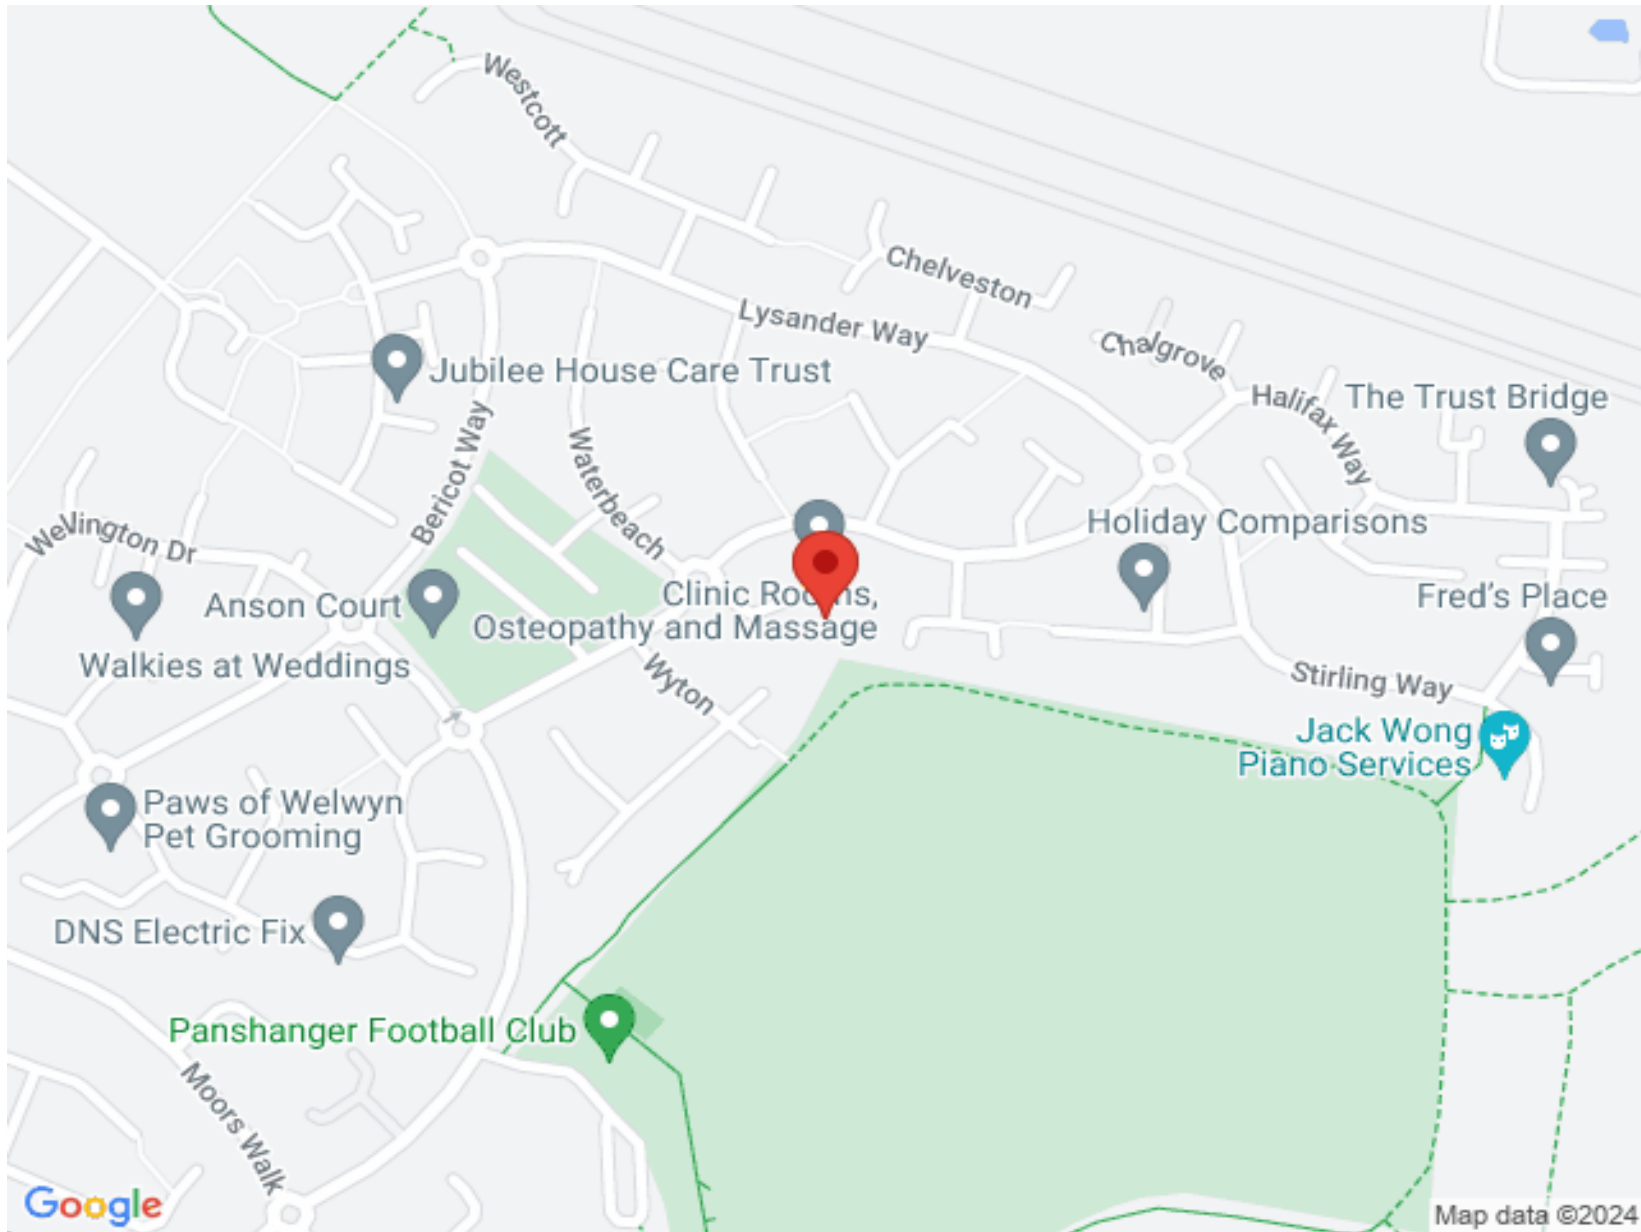 Westcott
Chelveston
Lysander Way
Chalgrove
Jubilee House Care Trust
Halifax Way
The Trust Bridge
Bericot Way
Waterbeach
Wellington Dr
Holiday Comparisons
Anson Court
Clinic Rooms,
Osteopathy and Massage
Fred's Place
Walkies at Weddings
Wyton
Stirling Way
Jack Wong
Piano Services
Paws of Welwyn
Pet Grooming
DNS Electric Fix
Panshanger Football Club
Moors Walk
Google
Map data ©2024